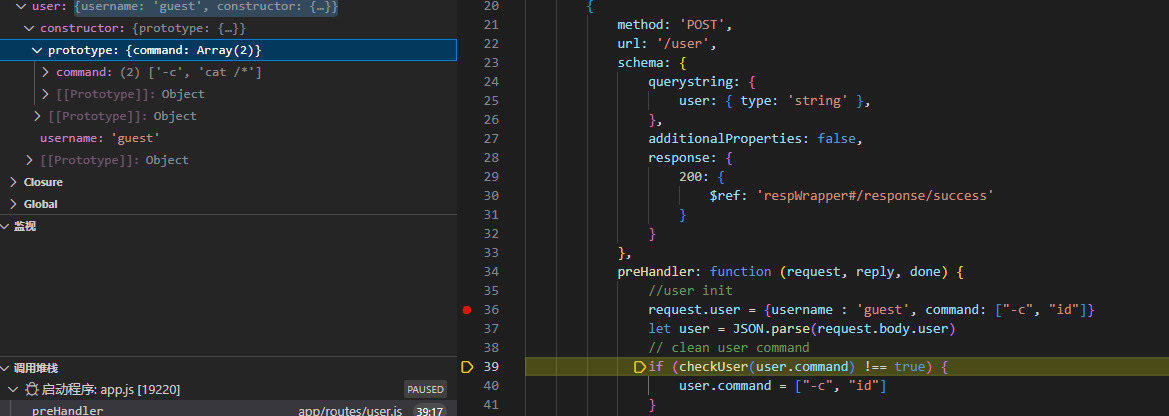 user: {username: 'guest', constructor: {…}}
constructor: {prototype: {…}}
prototype: {command: Array(2)}
command: (2) ['-c', 'cat /*']
[[Prototype]]: Object
[[Prototype]]: Object
username: 'guest'
[[Prototype]]: Object
Closure
Global
监视
调用堆栈
启动程序: app.js [19220] PAUSED
preHandler app/routes/user.js 39:17
20 {
21 method: 'POST',
22 url: '/user',
23 schema: {
24 querystring: {
25 user: { type: 'string' },
26 },
27 additionalProperties: false,
28 response: {
29 200: {
30 $ref: 'respWrapper#/response/success'
31 }
32 }
33 },
34 preHandler: function (request, reply, done) {
35 //user init
36 request.user = {username : 'guest', command: ["-c", "id"]}
37 let user = JSON.parse(request.body.user)
38 // clean user command
39 if (checkUser(user.command) !== true) {
40 user.command = ["-c", "id"]
41 }